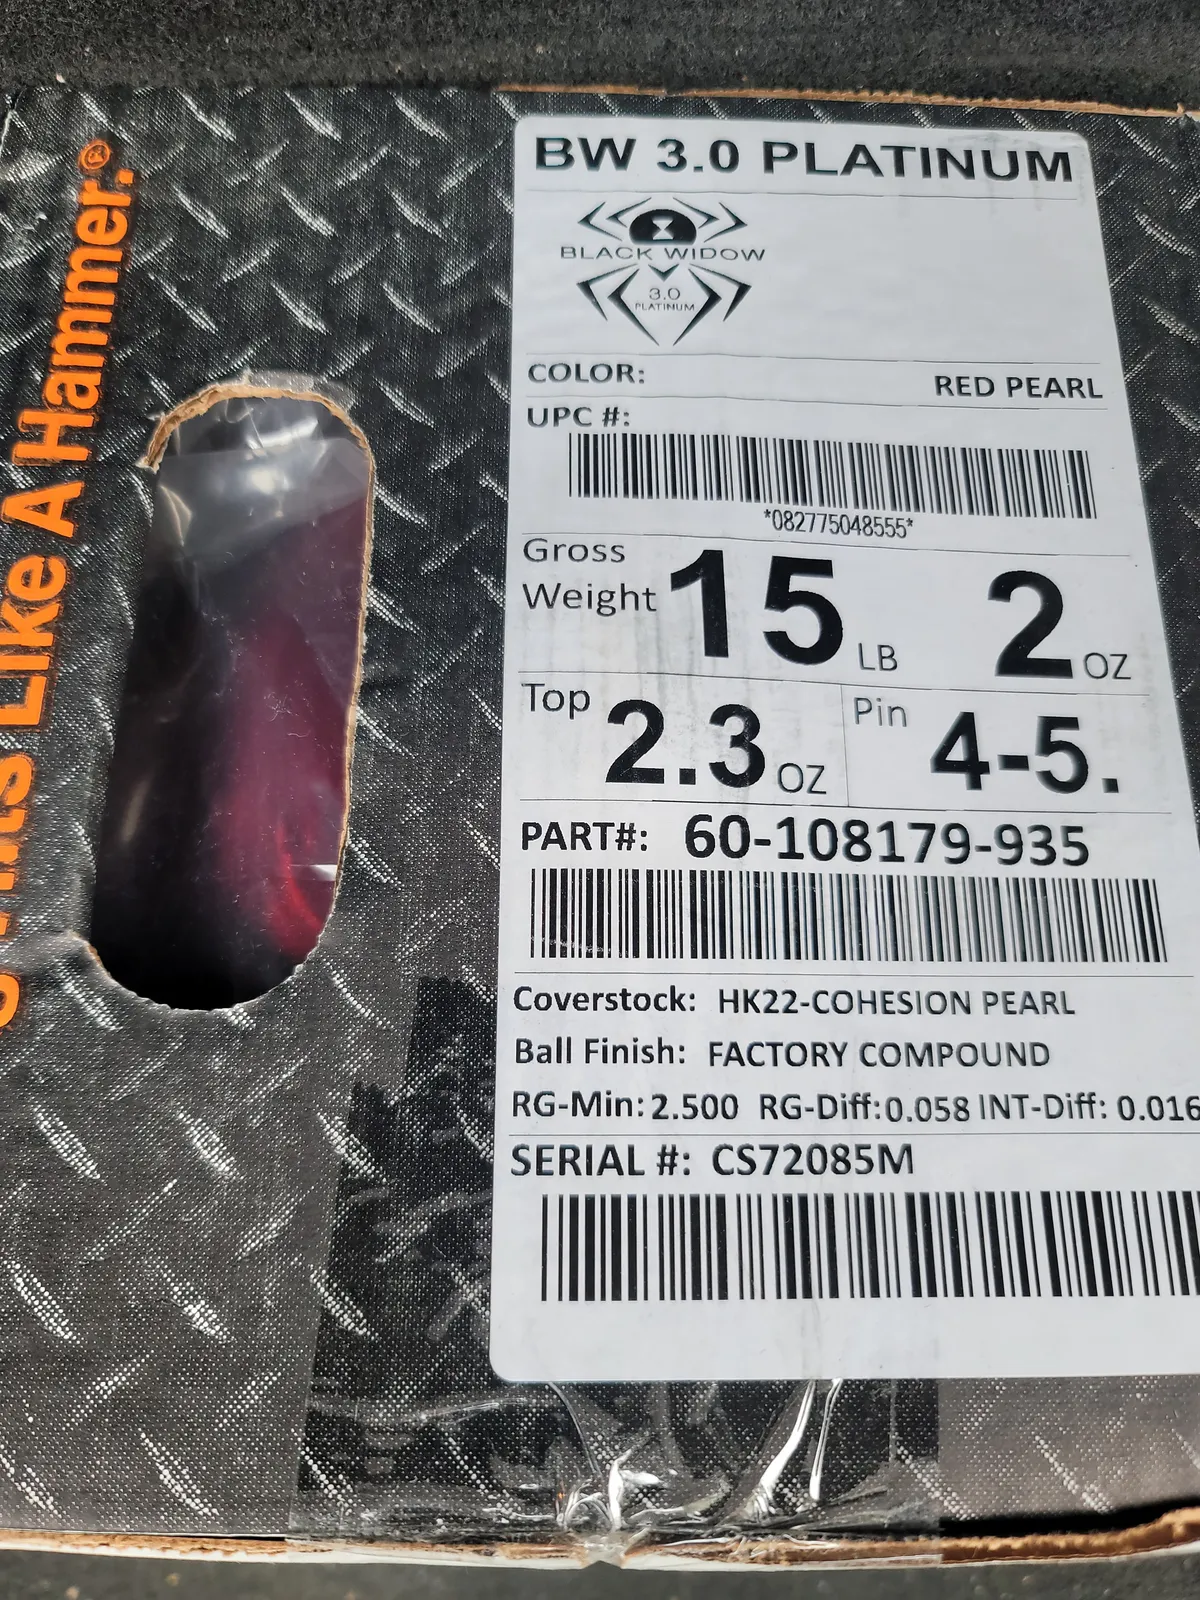 Like A Hammer.®
BW 3.0 PLATINUM
BLACK WIDOW
3.0
PLATINUM
COLOR: RED PEARL
UPC #:
*082775048555*
Gross
Weight 15 LB 2 OZ
Top 2.3 OZ Pin 4-5.
PART#: 60-108179-935
Coverstock: HK22-COHESION PEARL
Ball Finish: FACTORY COMPOUND
RG-Min: 2.500 RG-Diff: 0.058 INT-Diff: 0.016
SERIAL #: CS72085M